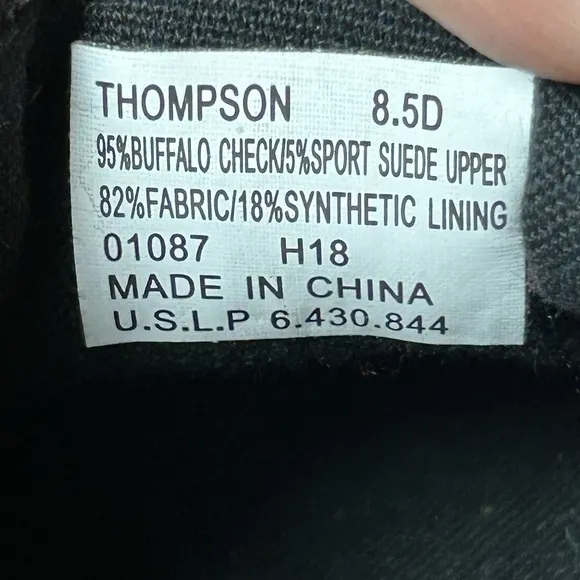 THOMPSON 8.5D
95%BUFFALO CHECK/5%SPORT SUEDE UPPER
82%FABRIC/18%SYNTHETIC LINING
01087 H18
MADE IN CHINA
U.S.L.P 6.430.844